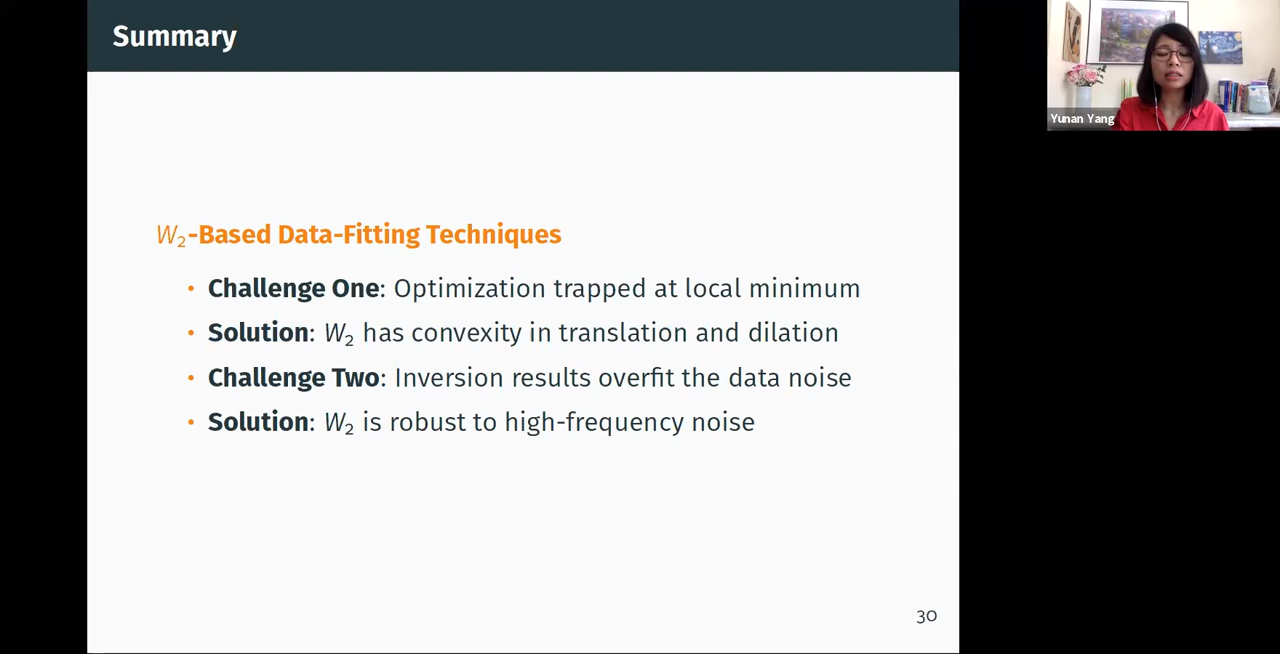 Summary
Yunan Yang
W₂-Based Data-Fitting Techniques
• Challenge One: Optimization trapped at local minimum
• Solution: W₂ has convexity in translation and dilation
• Challenge Two: Inversion results overfit the data noise
• Solution: W₂ is robust to high-frequency noise
30